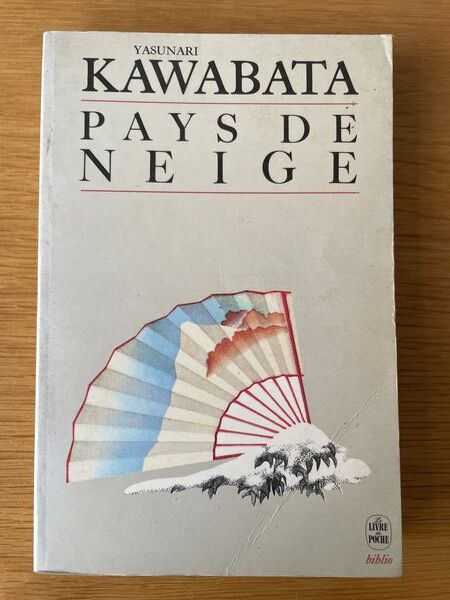 YASUNARI
KAWABATA
PAYS DE
NEIGE
Le
LIVRE
de
POCHE
biblio